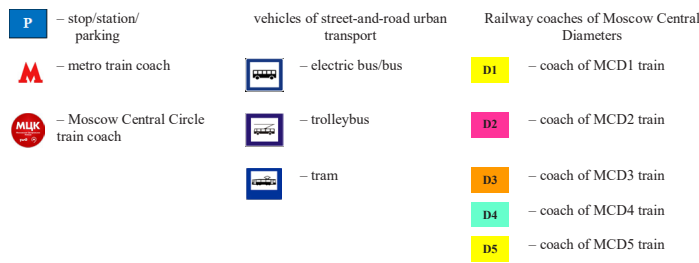 P – stop/station/
parking
– metro train coach
МЦК – Moscow Central Circle
train coach
vehicles of street-and-road urban
transport
– electric bus/bus
– trolleybus
– tram
Railway coaches of Moscow Central
Diameters
D1 – coach of MCD1 train
D2 – coach of MCD2 train
D3 – coach of MCD3 train
D4 – coach of MCD4 train
D5 – coach of MCD5 train